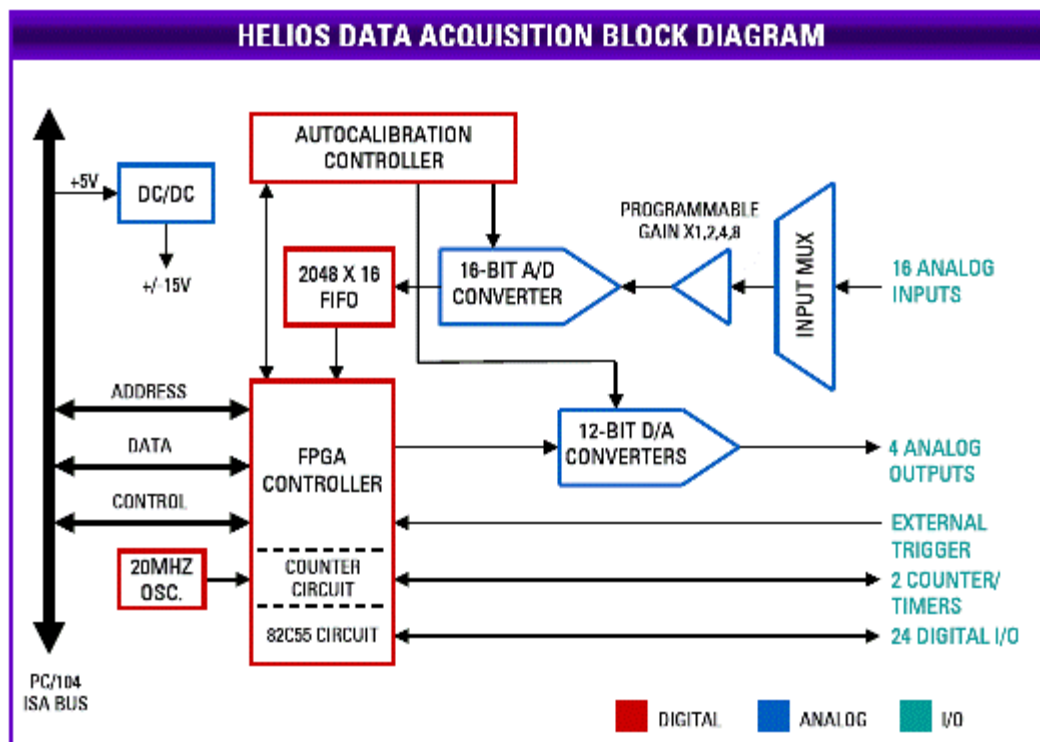 HELIOS DATA ACQUISITION BLOCK DIAGRAM
AUTOCALIBRATION
CONTROLLER
+5V
DC/DC
+/-15V
2048 X 16
FIFO
16-BIT A/D
CONVERTER
PROGRAMMABLE
GAIN X1,2,4,8
INPUT MUX
16 ANALOG
INPUTS
ADDRESS
DATA
CONTROL
FPGA
CONTROLLER
12-BIT D/A
CONVERTERS
4 ANALOG
OUTPUTS
EXTERNAL
TRIGGER
20MHZ
OSC.
COUNTER
CIRCUIT
2 COUNTER/
TIMERS
82C55 CIRCUIT
24 DIGITAL I/O
PC/104
ISA BUS
DIGITAL
ANALOG
I/O